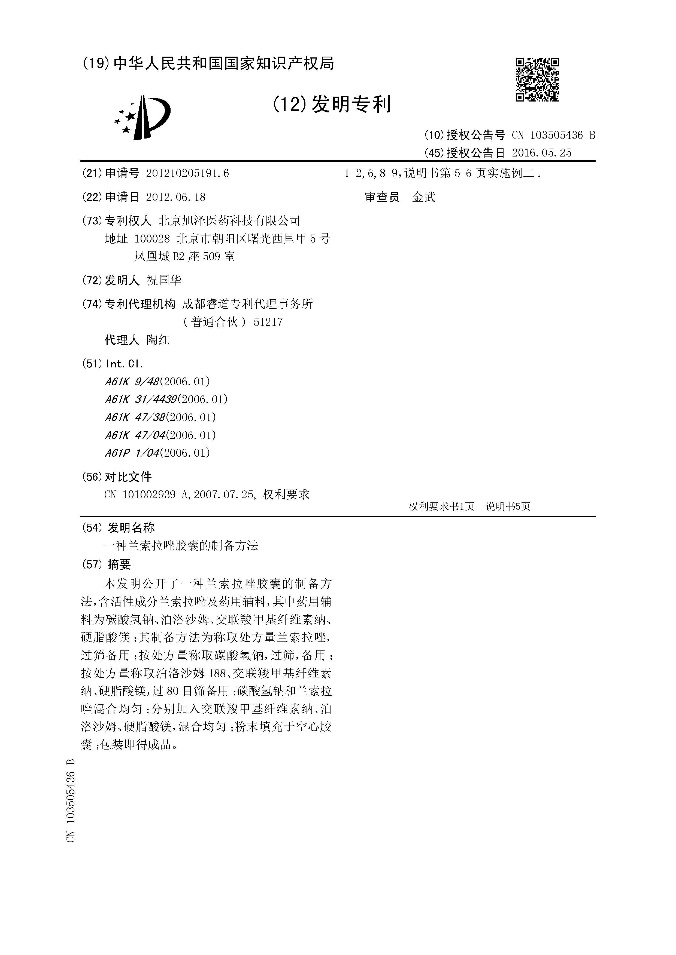 (19)中华人民共和国国家知识产权局
(12)发明专利
(10)授权公告号 CN 103505436 B
(45)授权公告日 2016.05.25
(21)申请号 201210205191.6
(22)申请日 2012.06.18
(73)专利权人 北京旭泽医药科技有限公司
地址 100028 北京市朝阳区曙光西里甲5号
凤凰城B2座509室
(72)发明人 祝国华
(74)专利代理机构 成都睿道专利代理事务所
(普通合伙) 51217
代理人 陶红
(51)Int.Cl.
A61K 9/48(2006.01)
A61K 31/4439(2006.01)
A61K 47/38(2006.01)
A61K 47/04(2006.01)
A61P 1/04(2006.01)
(56)对比文件
CN 101002939 A,2007.07.25,权利要求
1-2,6,8-9,说明书第5-6页实施例二.
审查员 金武
权利要求书1页 说明书5页
(54)发明名称
一种兰索拉唑胶囊的制备方法
(57)摘要
本发明公开了一种兰索拉唑胶囊的制备方
法,含活性成分兰索拉唑及药用辅料,其中药用辅
料为碳酸氢钠、泊洛沙姆、交联羧甲基纤维素钠、
硬脂酸镁;其制备方法为称取处方量兰索拉唑,
过筛备用;按处方量称取碳酸氢钠,过筛,备用;
按处方量称取泊洛沙姆188、交联羧甲基纤维素
钠、硬脂酸镁,过80目筛备用;碳酸氢钠和兰索拉
唑混合均匀;分别加入交联羧甲基纤维素钠、泊
洛沙姆、硬脂酸镁,混合均匀;粉末填充于空心胶
囊;包装即得成品。
CN 103505436 B